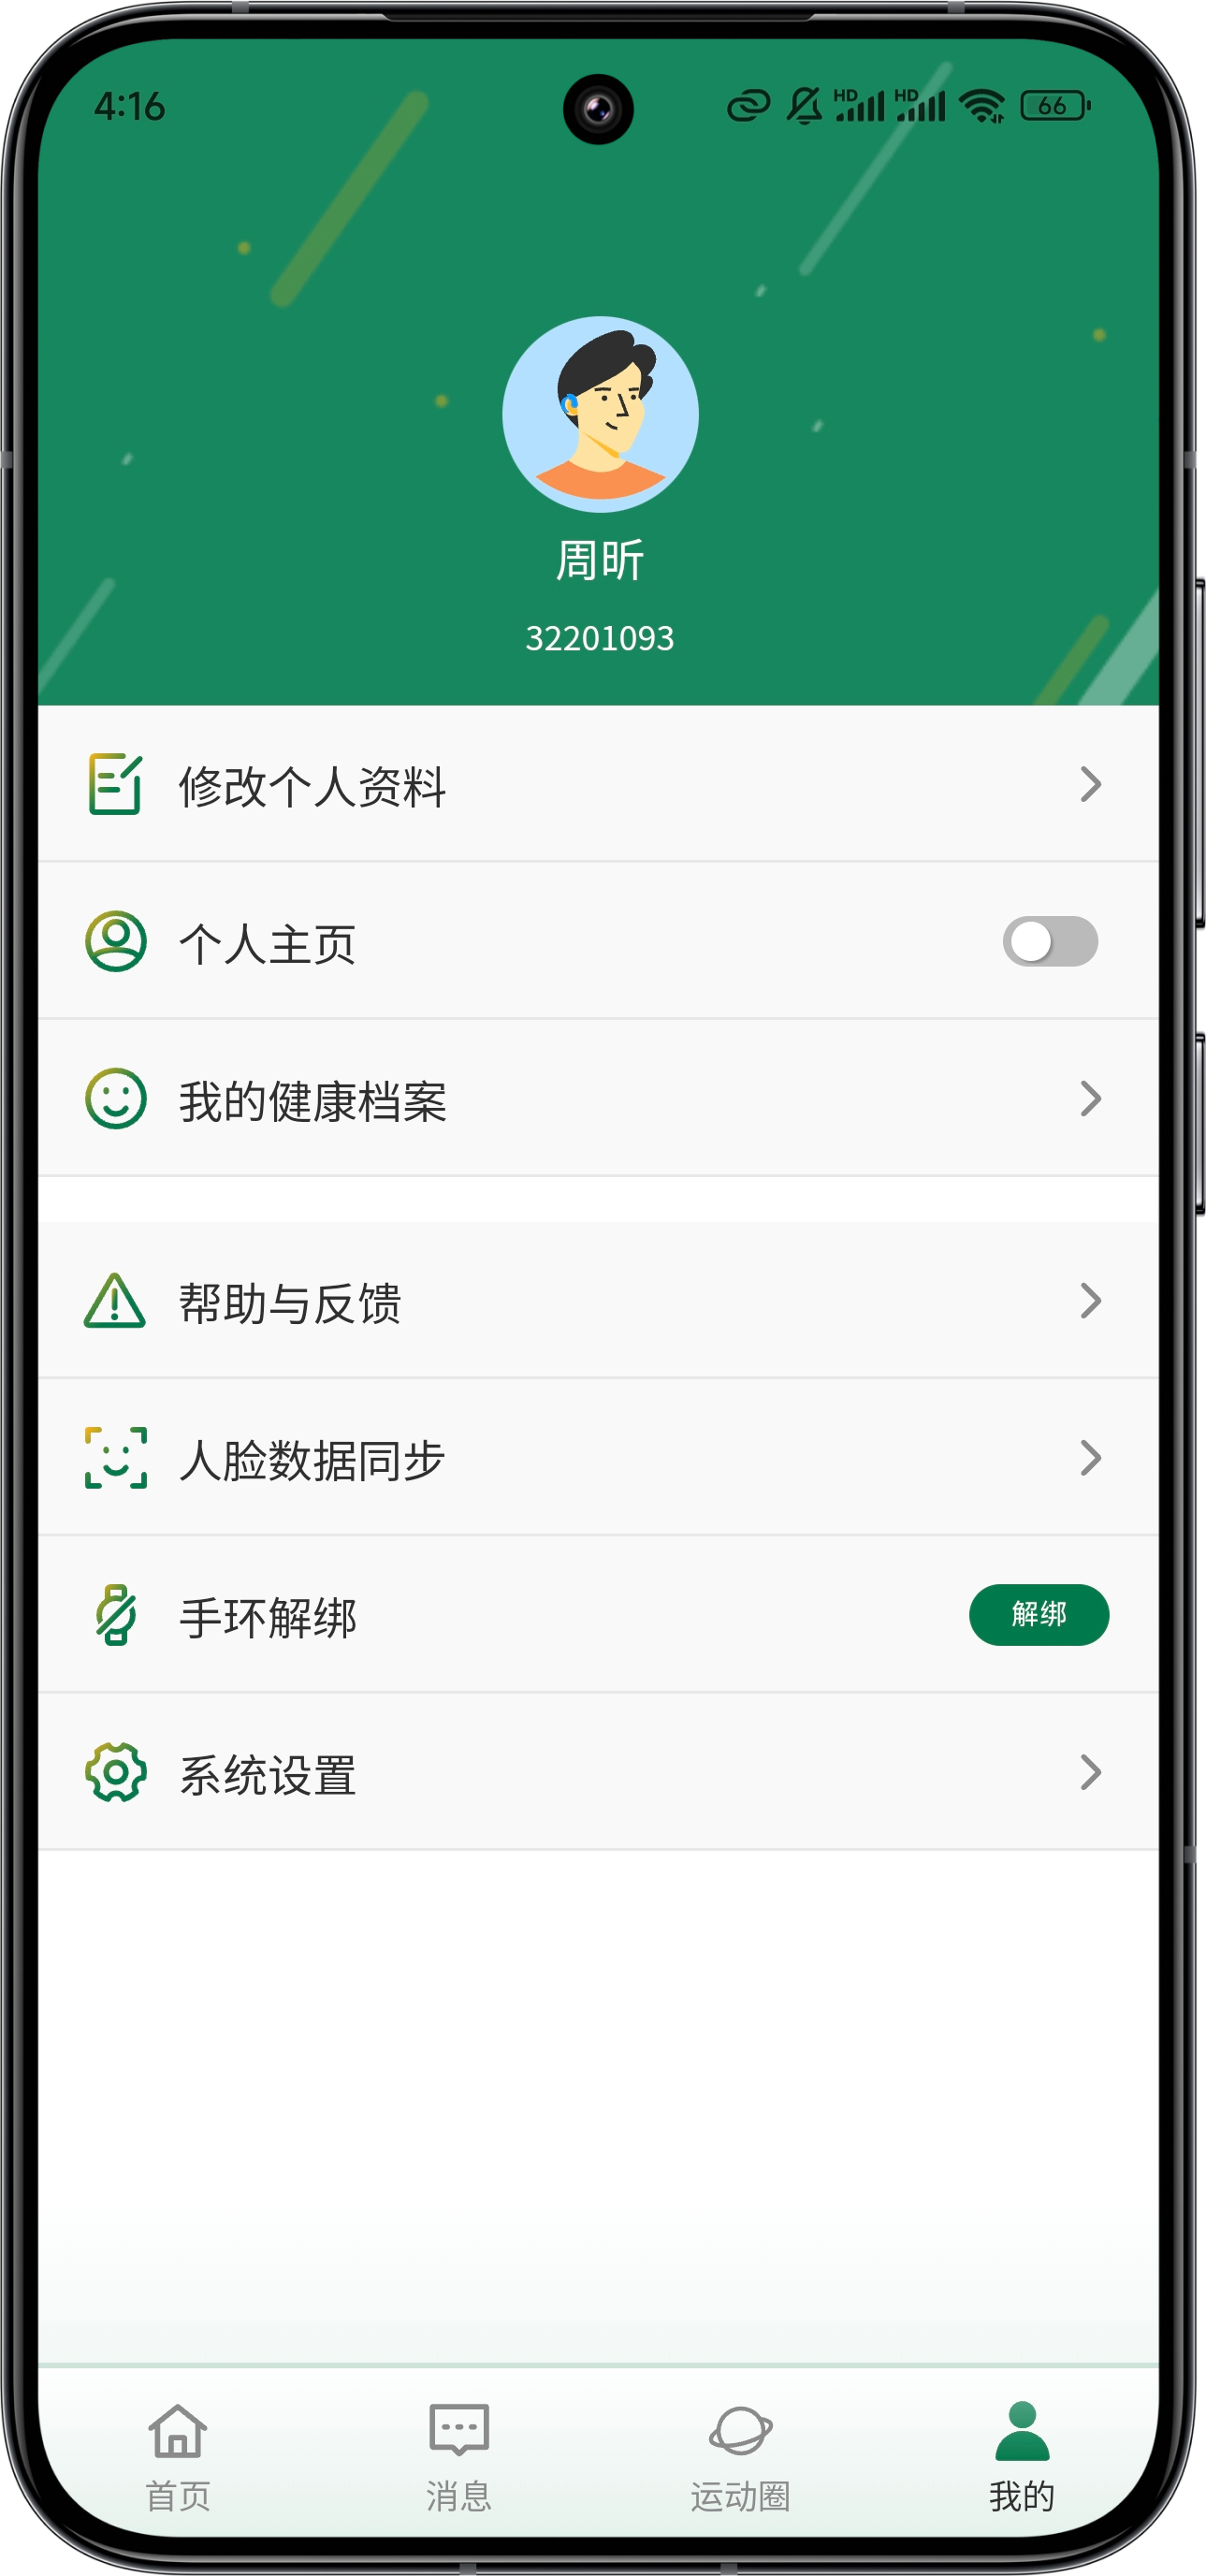 4:16
HD HD 66
周昕
32201093
修改个人资料
个人主页
我的健康档案
帮助与反馈
人脸数据同步
手环解绑 解绑
系统设置
首页 消息 运动圈 我的